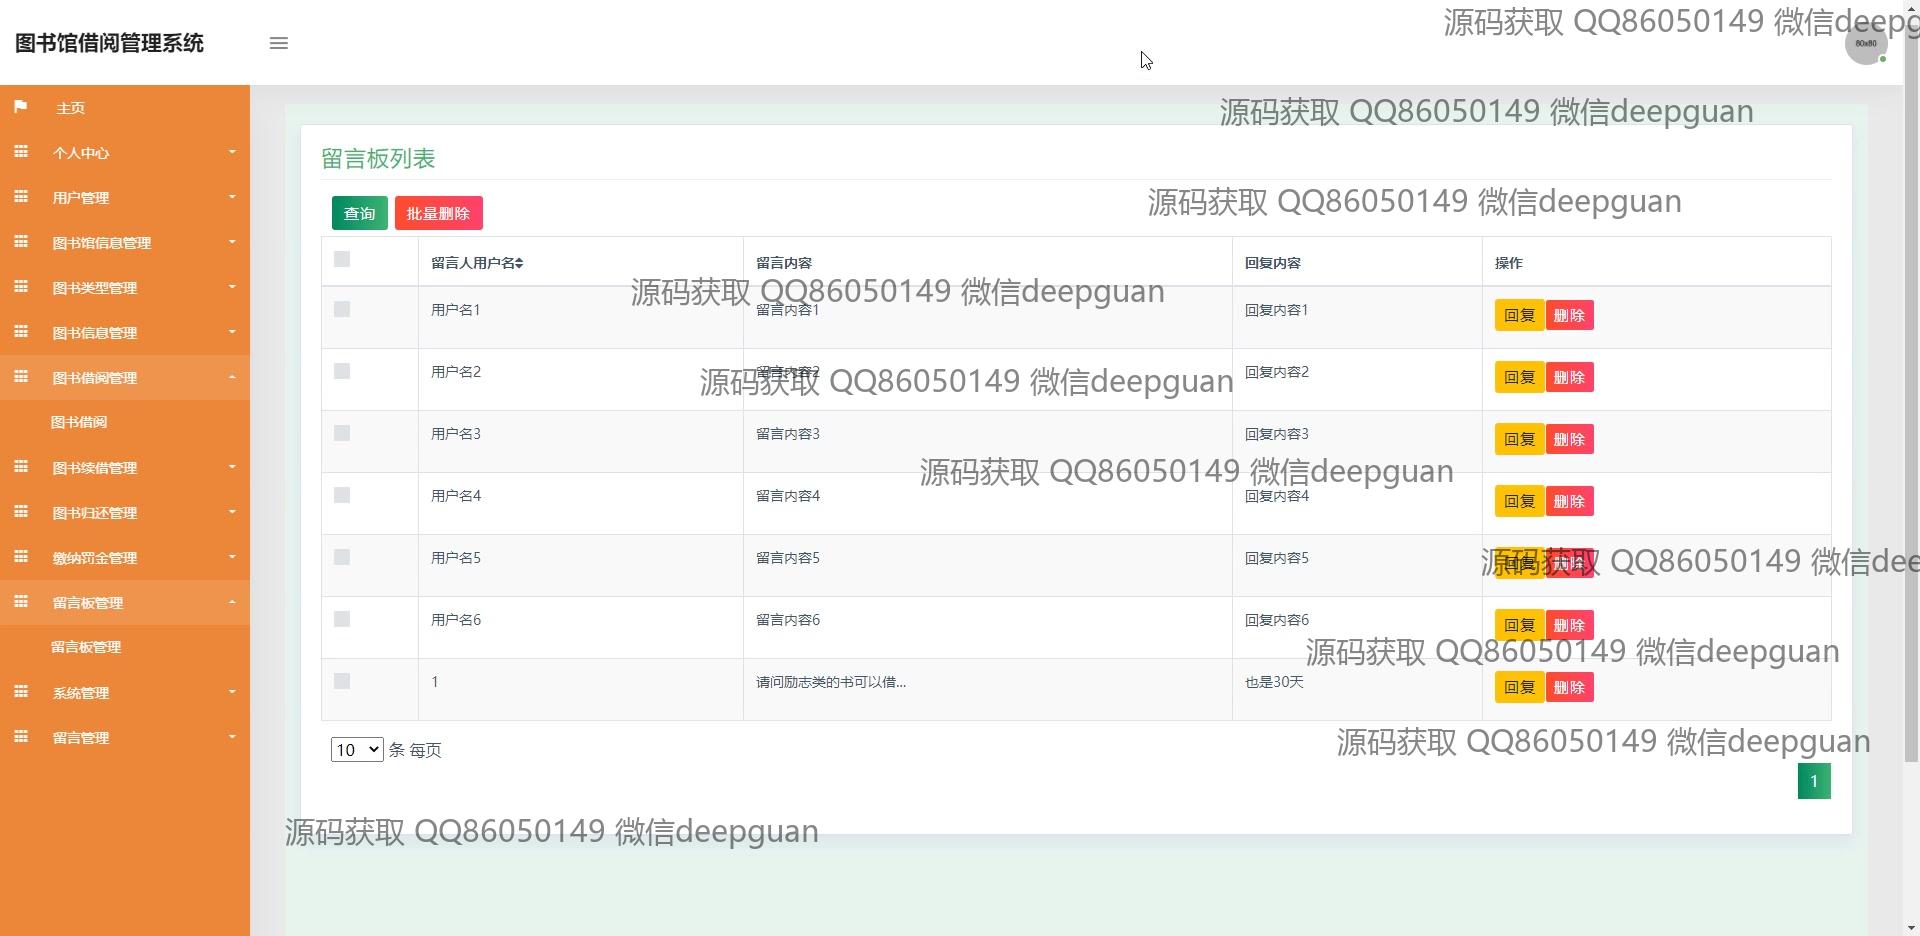 图书馆借阅管理系统
源码获取 QQ86050149 微信deepg
80x80
主页
个人中心
用户管理
图书馆信息管理
图书类型管理
图书信息管理
图书借阅管理
图书借阅
图书续借管理
图书归还管理
缴纳罚金管理
留言板管理
留言板管理
系统管理
留言管理
源码获取 QQ86050149 微信deepguan
留言板列表
源码获取 QQ86050149 微信deepguan
查询 批量删除
留言人用户名 留言内容 回复内容 操作
源码获取 QQ86050149 微信deepguan
用户名1 留言内容1 回复内容1 回复 删除
用户名2 留言内容2 回复内容2 回复 删除
源码获取 QQ86050149 微信deepguan
用户名3 留言内容3 回复内容3 回复 删除
源码获取 QQ86050149 微信deepguan
用户名4 留言内容4 回复内容4 回复 删除
用户名5 留言内容5 回复内容5 回复 删除
源码获取 QQ86050149 微信dee
用户名6 留言内容6 回复内容6 回复 删除
源码获取 QQ86050149 微信deepguan
1 请问励志类的书可以借... 也是30天 回复 删除
10 条 每页
源码获取 QQ86050149 微信deepguan
1
源码获取 QQ86050149 微信deepguan